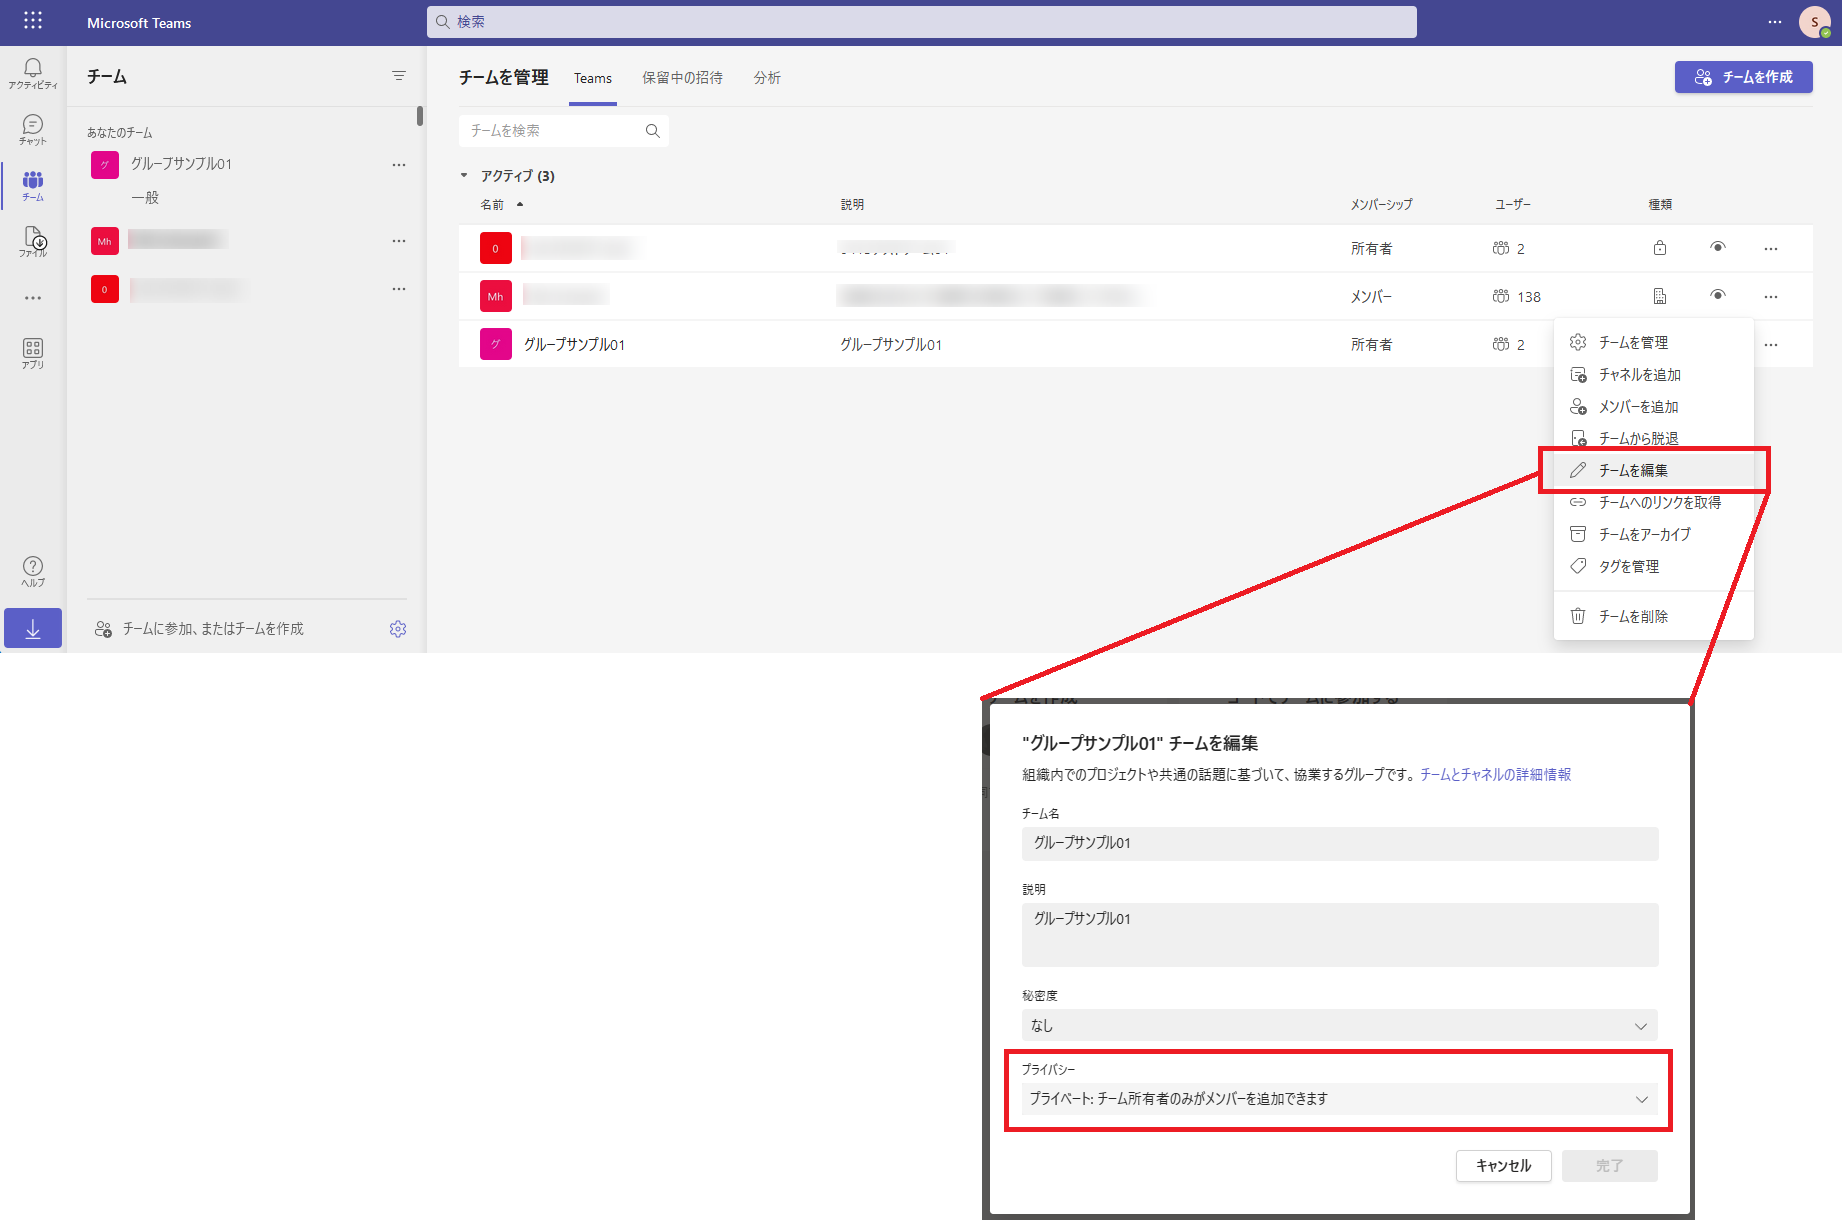 Microsoft Teams
検索
S
アクティビティ
チャット
チーム
ファイル
アプリ
ヘルプ
チーム
あなたのチーム
グ
グループサンプル01
一般
Mh
0
チームに参加、またはチームを作成
チームを管理
Teams
保留中の招待
分析
チームを作成
チームを検索
アクティブ (3)
名前
説明
メンバーシップ
ユーザー
種類
0
所有者
2
Mh
メンバー
138
グ
グループサンプル01
グループサンプル01
所有者
2
チームを管理
チャネルを追加
メンバーを追加
チームから脱退
チームを編集
チームへのリンクを取得
チームをアーカイブ
タグを管理
チームを削除
"グループサンプル01" チームを編集
組織内でのプロジェクトや共通の話題に基づいて、協業するグループです。 チームとチャネルの詳細情報
チーム名
グループサンプル01
説明
グループサンプル01
秘密度
なし
プライバシー
プライベート: チーム所有者のみがメンバーを追加できます
キャンセル
完了